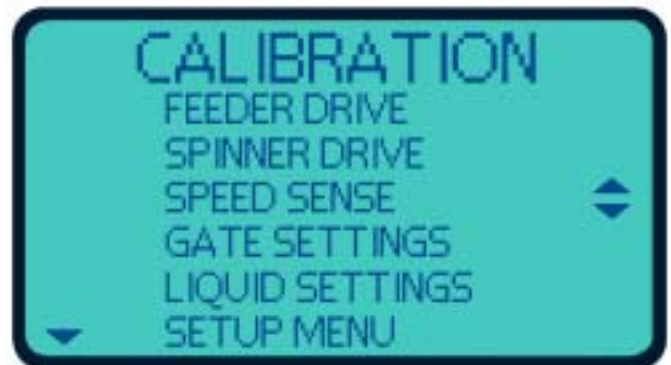 CALIBRATION
FEEDER DRIVE
SPINNER DRIVE
SPEED SENSE
GATE SETTINGS
LIQUID SETTINGS
SETUP MENU